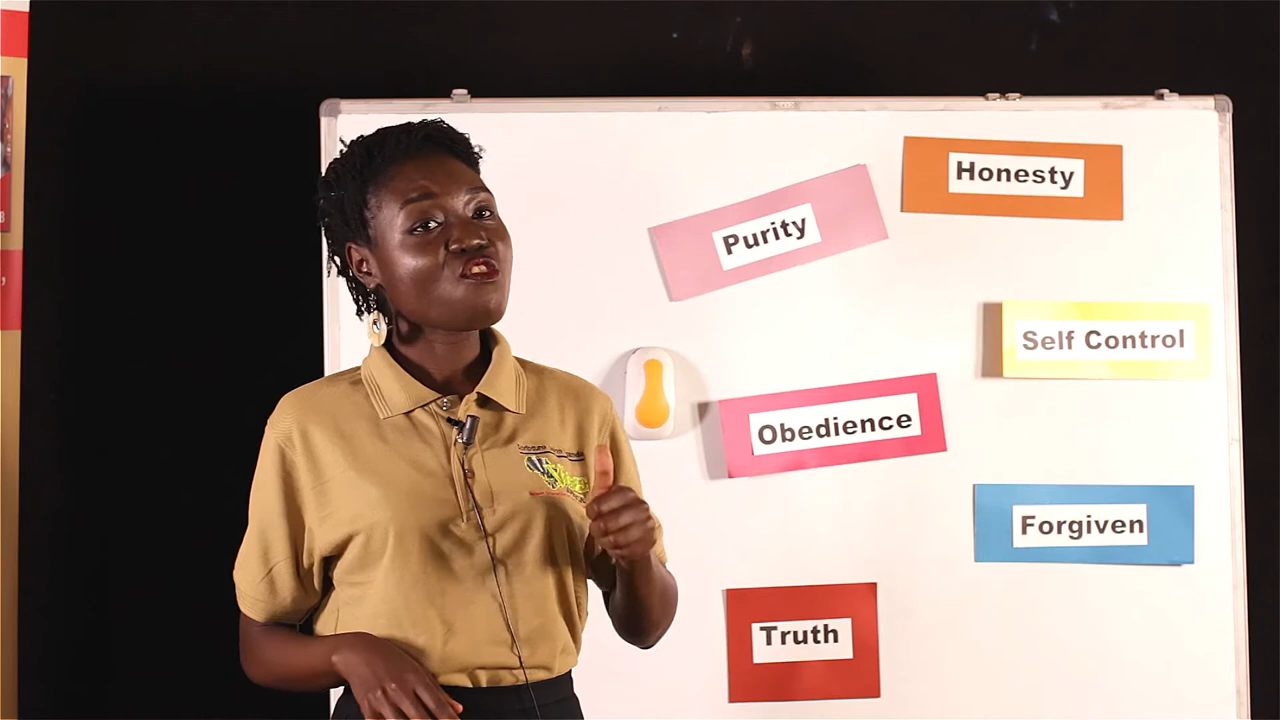 Honesty
Purity
Self Control
Obedience
Forgiven
Truth